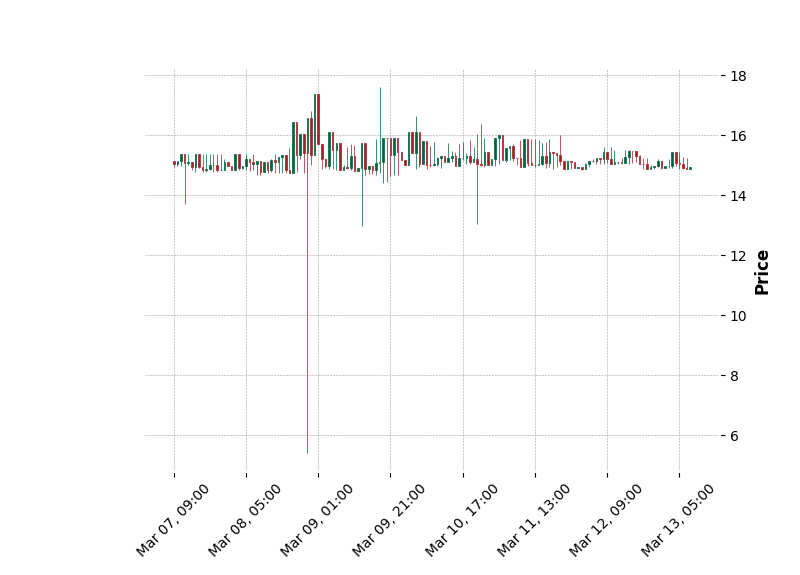 18
16
14
12
10
8
6
Price
Mar 07, 09:00
Mar 08, 05:00
Mar 09, 01:00
Mar 09, 21:00
Mar 10, 17:00
Mar 11, 13:00
Mar 12, 09:00
Mar 13, 05:00